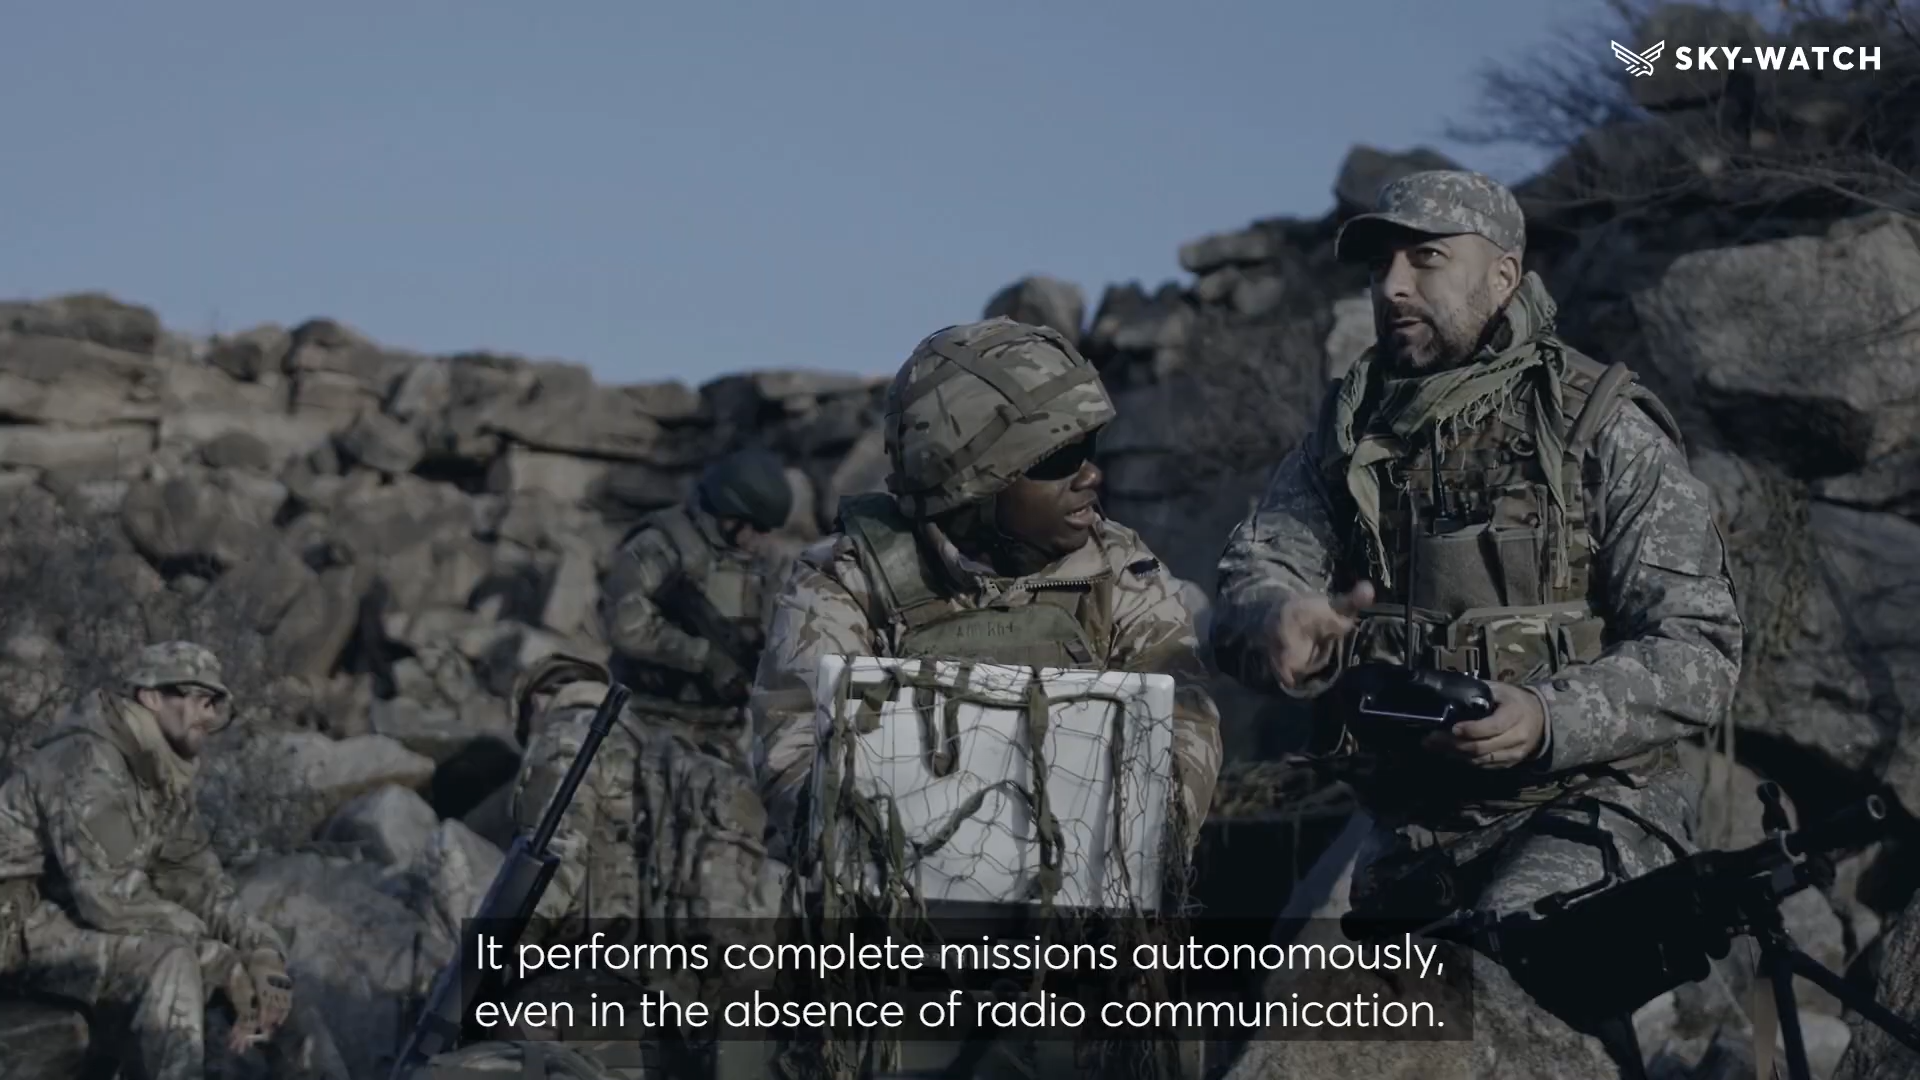 SKY-WATCH
It performs complete missions autonomously,
even in the absence of radio communication.